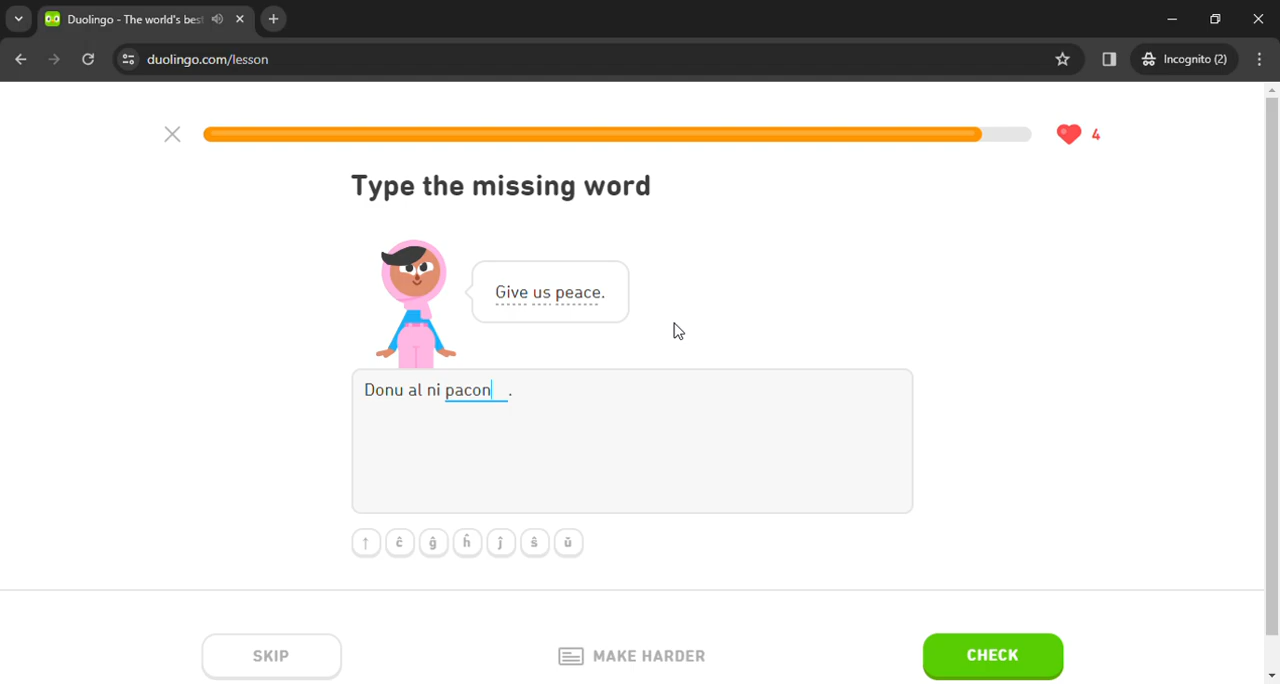 Duolingo - The world's bes
duolingo.com/lesson
Incognito (2)
4
Type the missing word
Give us peace.
Donu al ni pacon .
↑ ĉ ĝ ĥ ĵ ŝ ŭ
SKIP
MAKE HARDER
CHECK